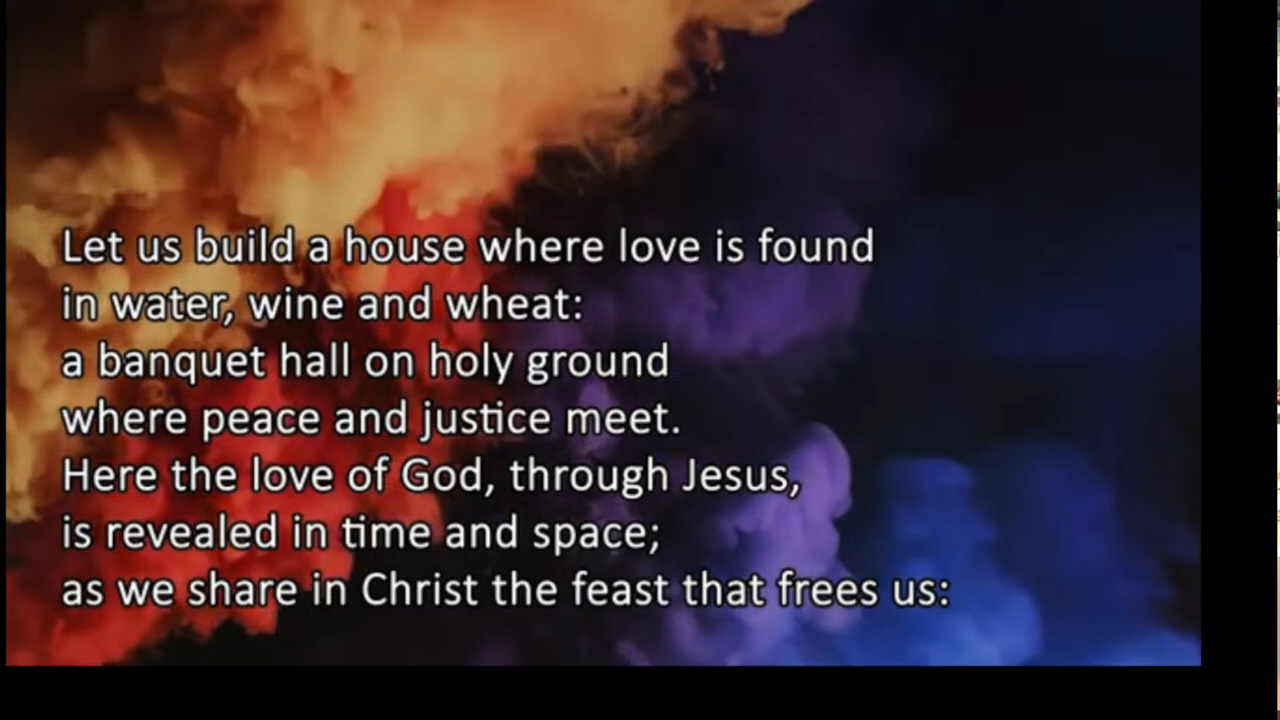 Let us build a house where love is found
in water, wine and wheat:
a banquet hall on holy ground
where peace and justice meet.
Here the love of God, through Jesus,
is revealed in time and space;
as we share in Christ the feast that frees us: